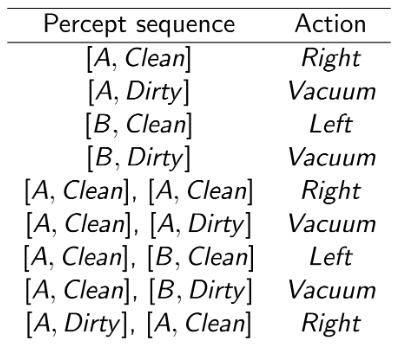 Percept sequence Action
[A, Clean] Right
[A, Dirty] Vacuum
[B, Clean] Left
[B, Dirty] Vacuum
[A, Clean], [A, Clean] Right
[A, Clean], [A, Dirty] Vacuum
[A, Clean], [B, Clean] Left
[A, Clean], [B, Dirty] Vacuum
[A, Dirty], [A, Clean] Right